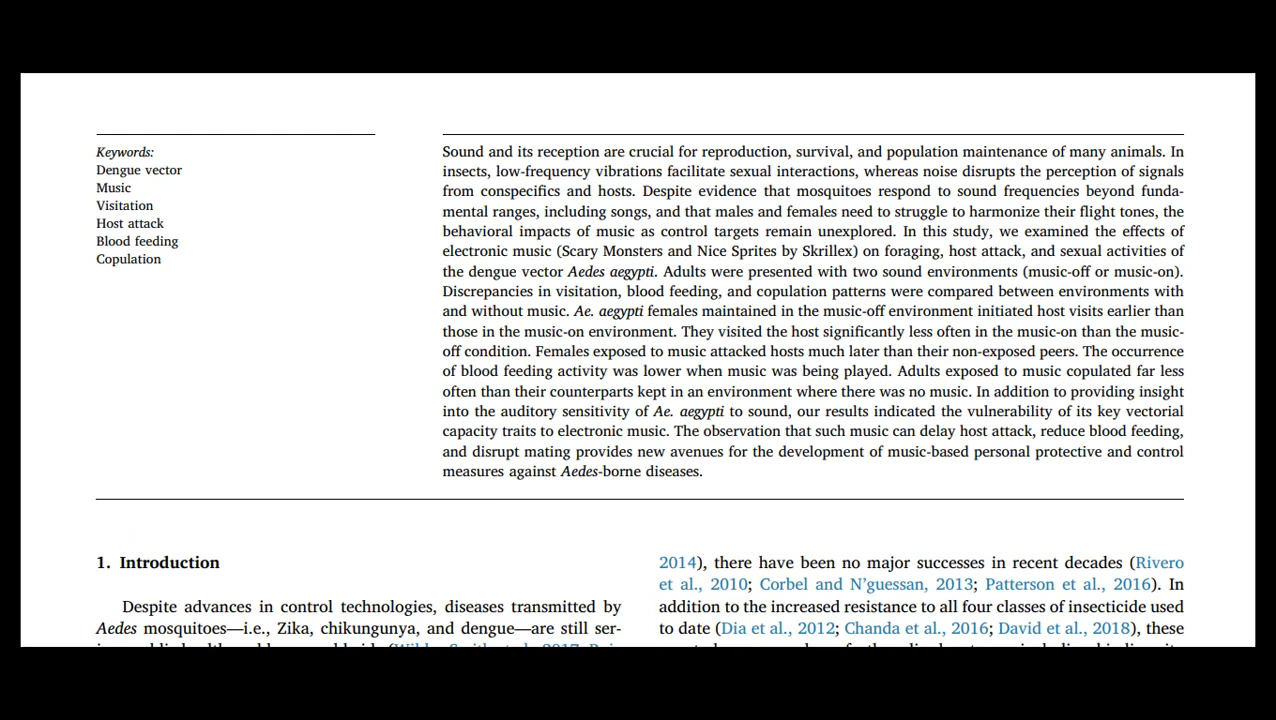 Keywords:
Dengue vector
Music
Visitation
Host attack
Blood feeding
Copulation
Sound and its reception are crucial for reproduction, survival, and population maintenance of many animals. In
insects, low-frequency vibrations facilitate sexual interactions, whereas noise disrupts the perception of signals
from conspecifics and hosts. Despite evidence that mosquitoes respond to sound frequencies beyond funda-
mental ranges, including songs, and that males and females need to struggle to harmonize their flight tones, the
behavioral impacts of music as control targets remain unexplored. In this study, we examined the effects of
electronic music (Scary Monsters and Nice Sprites by Skrillex) on foraging, host attack, and sexual activities of
the dengue vector Aedes aegypti. Adults were presented with two sound environments (music-off or music-on).
Discrepancies in visitation, blood feeding, and copulation patterns were compared between environments with
and without music. Ae. aegypti females maintained in the music-off environment initiated host visits earlier than
those in the music-on environment. They visited the host significantly less often in the music-on than the music-
off condition. Females exposed to music attacked hosts much later than their non-exposed peers. The occurrence
of blood feeding activity was lower when music was being played. Adults exposed to music copulated far less
often than their counterparts kept in an environment where there was no music. In addition to providing insight
into the auditory sensitivity of Ae. aegypti to sound, our results indicated the vulnerability of its key vectorial
capacity traits to electronic music. The observation that such music can delay host attack, reduce blood feeding,
and disrupt mating provides new avenues for the development of music-based personal protective and control
measures against Aedes-borne diseases.
1. Introduction
Despite advances in control technologies, diseases transmitted by
Aedes mosquitoes—i.e., Zika, chikungunya, and dengue—are still ser-
2014), there have been no major successes in recent decades (Rivero
et al., 2010; Corbel and N'guessan, 2013; Patterson et al., 2016). In
addition to the increased resistance to all four classes of insecticide used
to date (Dia et al., 2012; Chanda et al., 2016; David et al., 2018), these